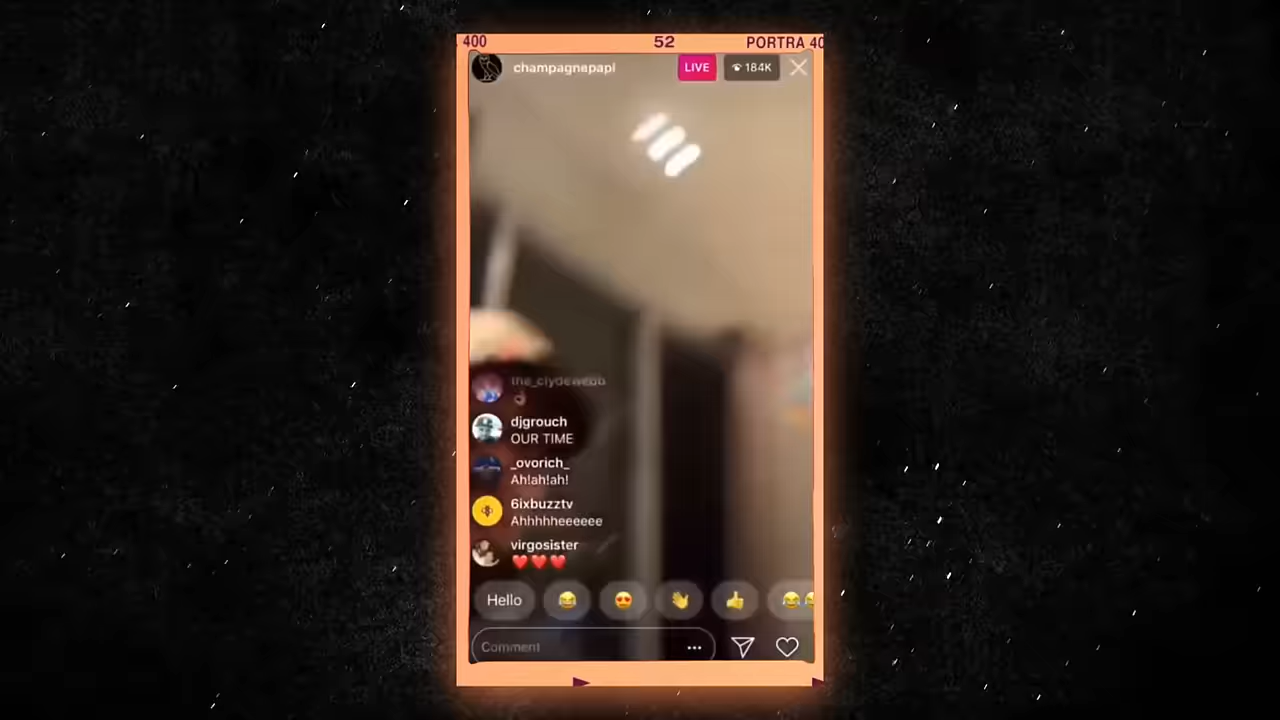 400 52 PORTRA 40
champagnepapi LIVE 184K
the_clydewebb
djgrouch
OUR TIME
_ovorich_
Ah!ah!ah!
6ixbuzztv
Ahhhhheeeeee
virgosister
Hello
Comment